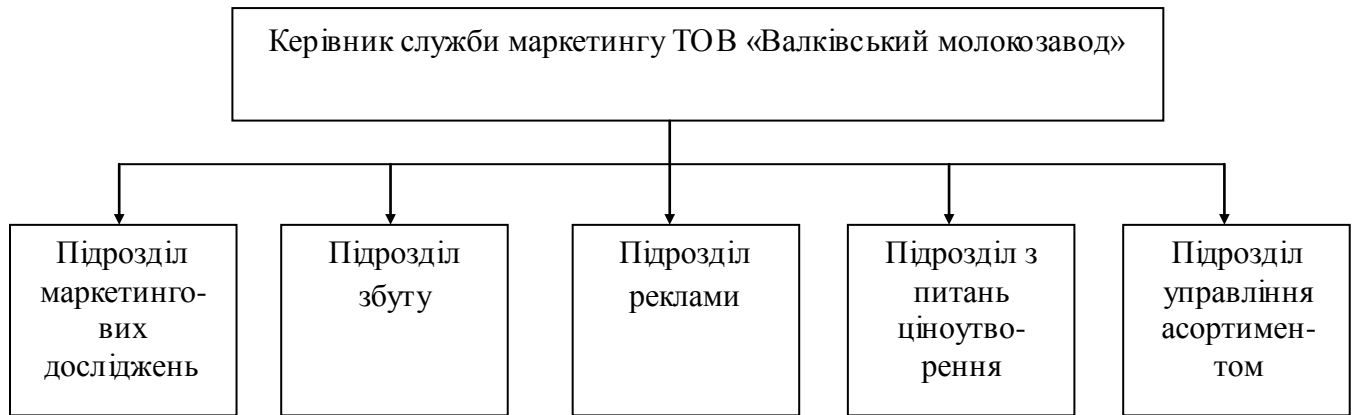 Керівник служби маркетингу ТОВ «Валківський молокозавод»
Підрозділ
маркетинго-
вих
досліджень
Підрозділ
збуту
Підрозділ
реклами
Підрозділ з
питань
ціноутво-
рення
Підрозділ
управління
асортимен-
том